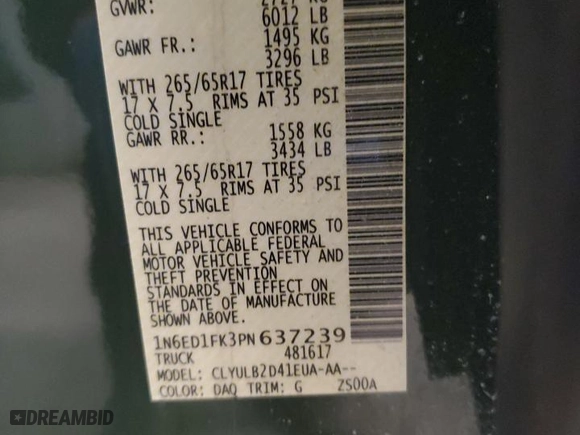 GVWR:
6012 LB
GAWR FR.: 1495 KG
3296 LB
WITH 265/65R17 TIRES
17 X 7.5 RIMS AT 35 PSI
COLD SINGLE
GAWR RR.: 1558 KG
3434 LB
WITH 265/65R17 TIRES
17 X 7.5 RIMS AT 35 PSI
COLD SINGLE
THIS VEHICLE CONFORMS TO
ALL APPLICABLE FEDERAL
MOTOR VEHICLE SAFETY AND
THEFT PREVENTION
STANDARDS IN EFFECT ON
THE DATE OF MANUFACTURE
SHOWN ABOVE.
1N6ED1FK3PN637239
TRUCK 481617
MODEL: CLYULB2D41EUA-AA--
COLOR: DAQ TRIM: G ZS00A
DREAMBID